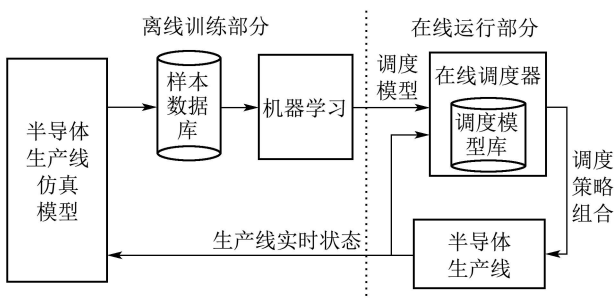 离线训练部分
在线运行部分
半导体
生产线
仿真
模型
样本
数据
库
机器学习
调度
模型
在线调度器
调度模
型库
调度
策略
组合
生产线实时状态
半导体
生产线